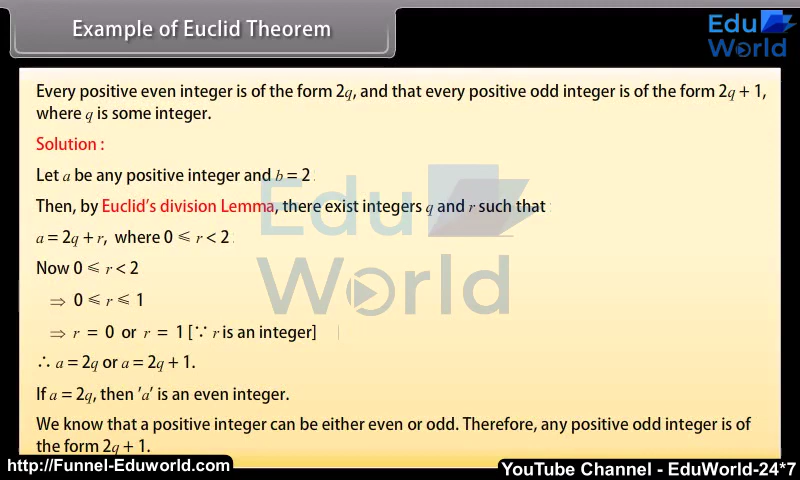 Example of Euclid Theorem
Edu
World
Every positive even integer is of the form 2q, and that every positive odd integer is of the form 2q + 1,
where q is some integer.
Solution :
Let a be any positive integer and b = 2
Then, by Euclid's division Lemma, there exist integers q and r such that
a = 2q + r, where 0 ⩽ r < 2
Now 0 ⩽ r < 2
⇒ 0 ⩽ r ⩽ 1
⇒ r = 0 or r = 1 [∵ r is an integer]
∴ a = 2q or a = 2q + 1.
If a = 2q, then 'a' is an even integer.
We know that a positive integer can be either even or odd. Therefore, any positive odd integer is of
the form 2q + 1.
Edu
World
http://Funnel-Eduworld.com
YouTube Channel - EduWorld-24*7